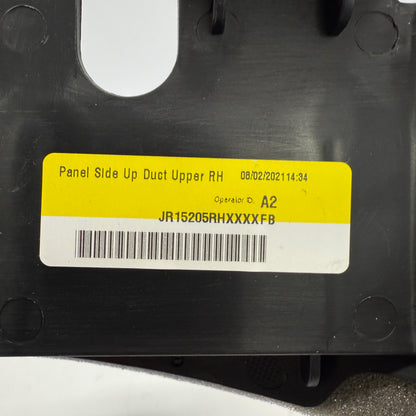 Panel Side Up Duct Upper RH 08/02/2021 14:34
Operator ID: A2
JR15205RHXXXXFB